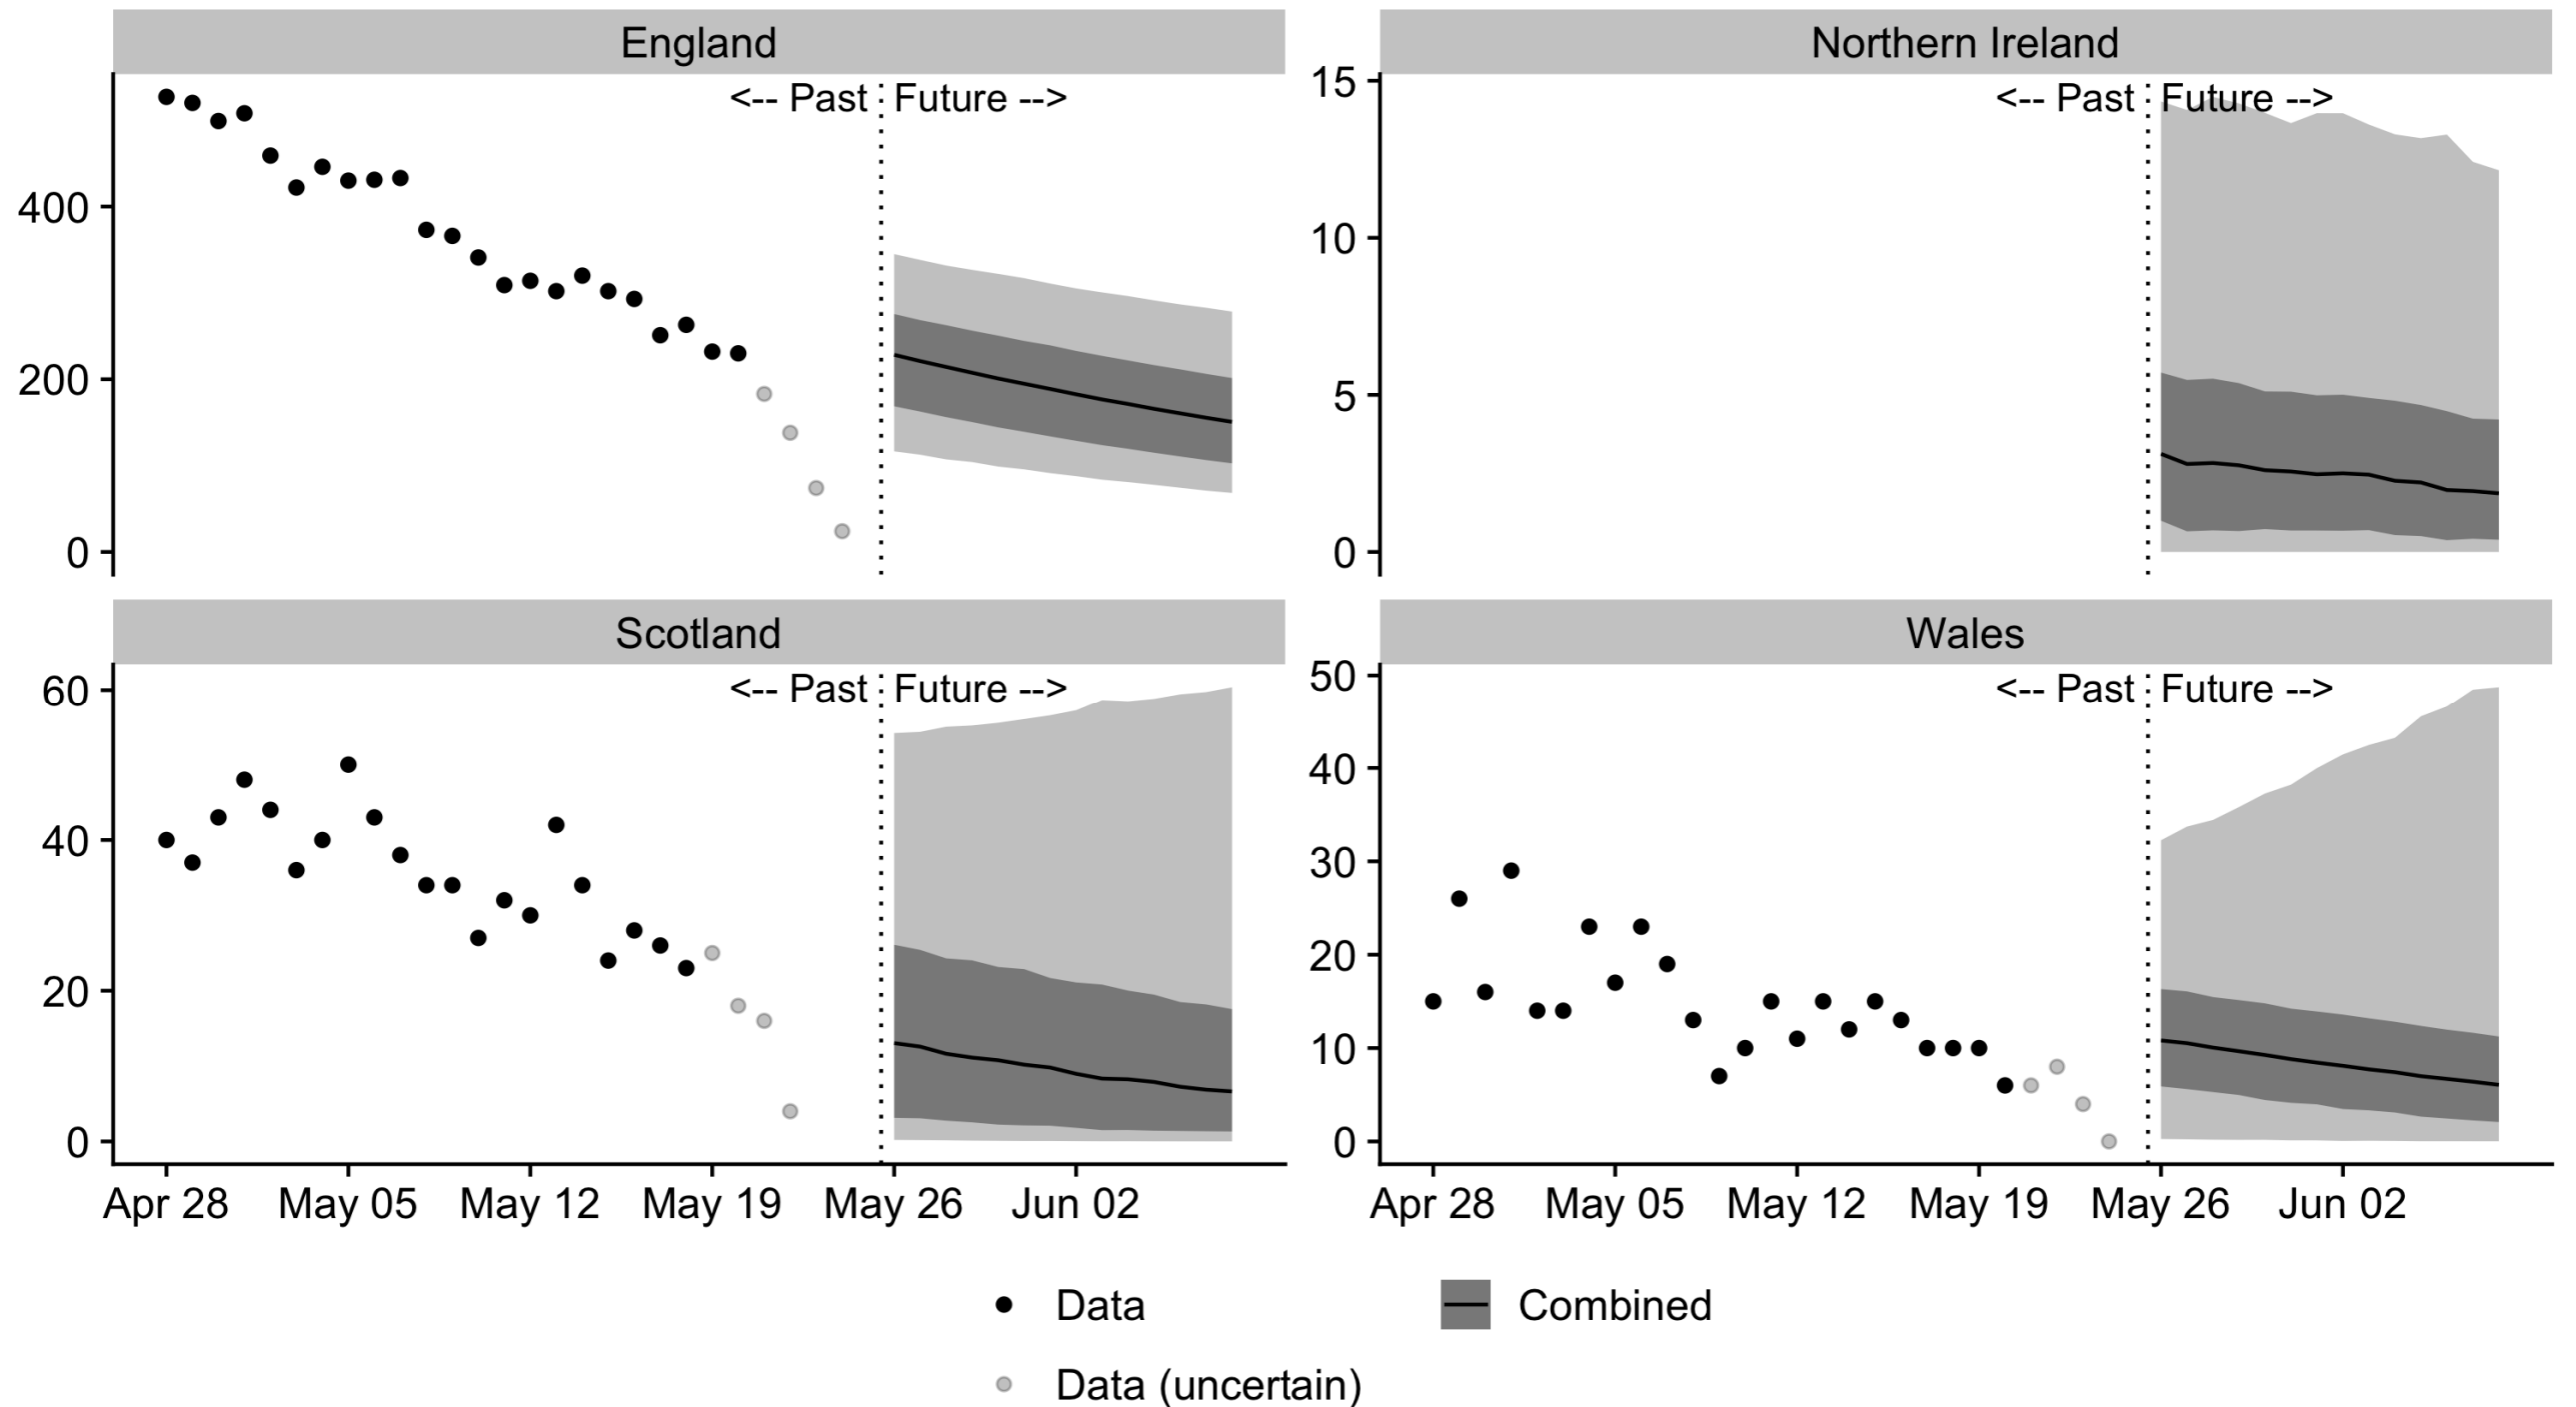 England
<-- Past
Future -->
400
200
0
Northern Ireland
<-- Past
Future -->
15
10
5
0
Scotland
<-- Past
Future -->
60
40
20
0
Apr 28 May 05 May 12 May 19 May 26 Jun 02
Wales
<-- Past
Future -->
50
40
30
20
10
0
Apr 28 May 05 May 12 May 19 May 26 Jun 02
Data
Combined
Data (uncertain)